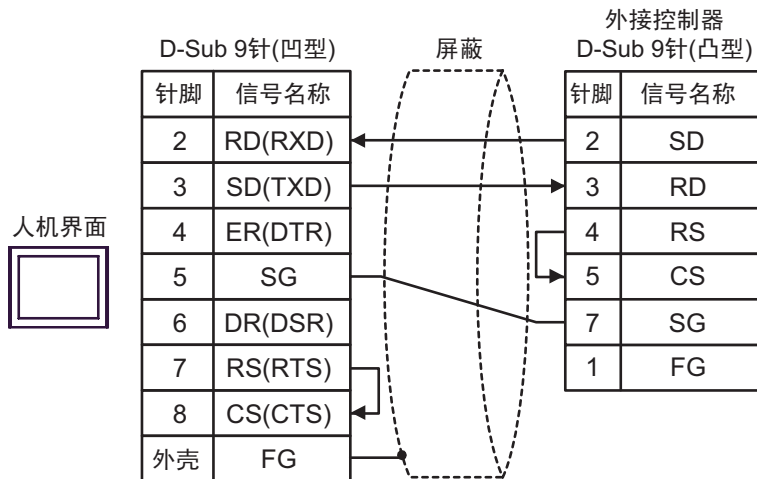 外接控制器
D-Sub 9针(凹型) 屏蔽 D-Sub 9针(凸型)
针脚 信号名称 针脚 信号名称
2 RD(RXD) 2 SD
3 SD(TXD) 3 RD
人机界面
4 ER(DTR) 4 RS
5 SG 5 CS
6 DR(DSR) 7 SG
7 RS(RTS) 1 FG
8 CS(CTS)
外壳 FG